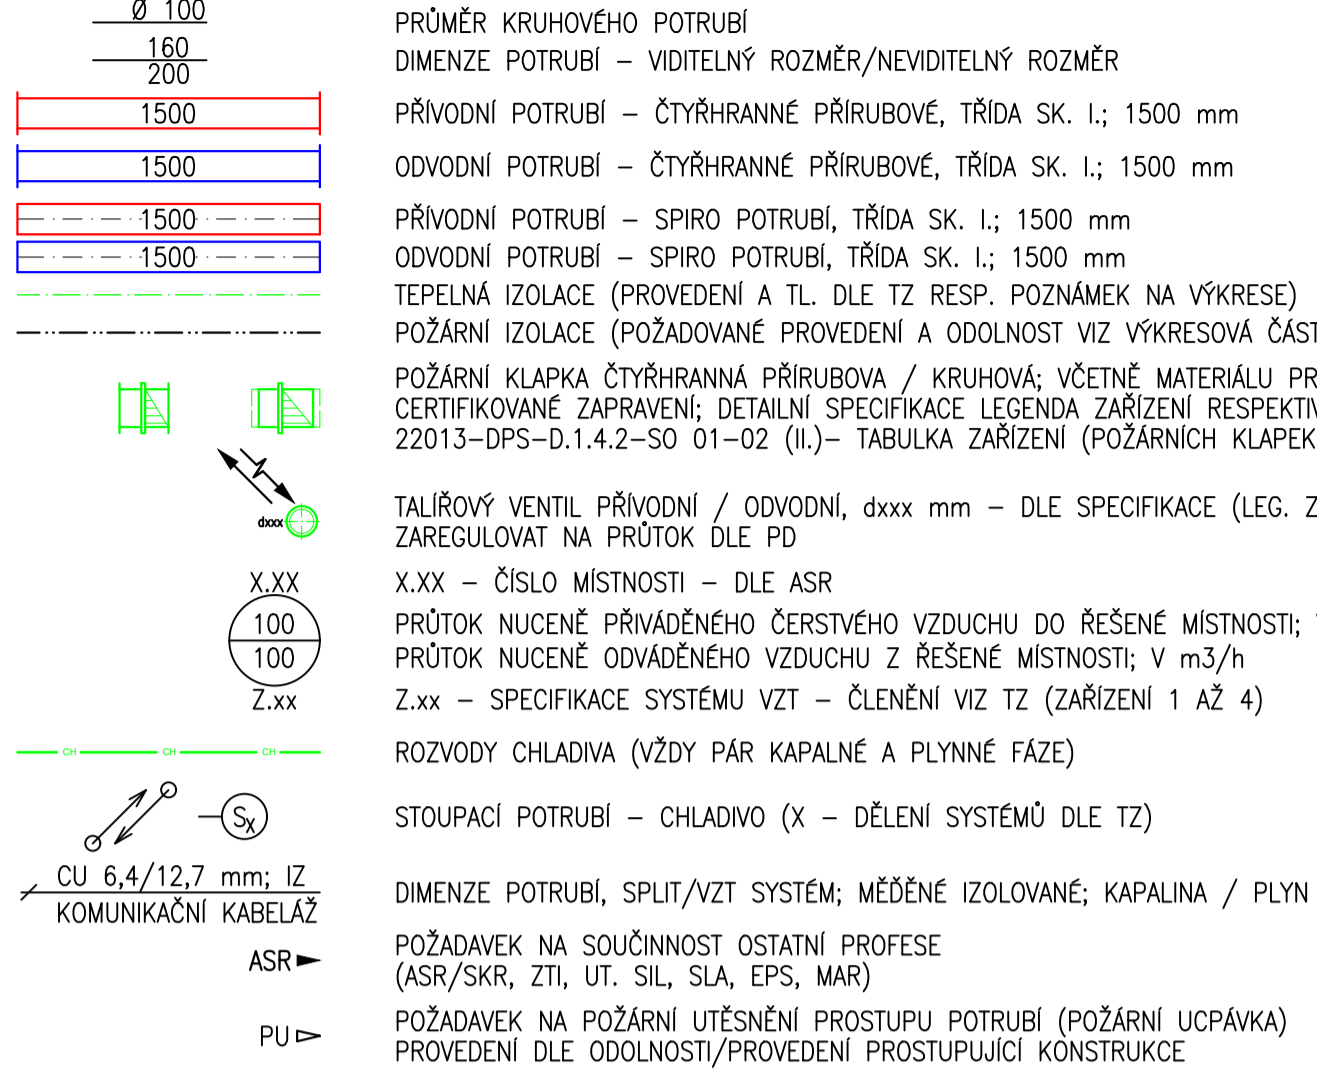 Ø 100
PRŮMĚR KRUHOVÉHO POTRUBÍ
160
200
DIMENZE POTRUBÍ – VIDITELNÝ ROZMĚR/NEVIDITELNÝ ROZMĚR
1500
PŘÍVODNÍ POTRUBÍ – ČTYŘHRANNÉ PŘÍRUBOVÉ, TŘÍDA SK. I.; 1500 mm
1500
ODVODNÍ POTRUBÍ – ČTYŘHRANNÉ PŘÍRUBOVÉ, TŘÍDA SK. I.; 1500 mm
1500
PŘÍVODNÍ POTRUBÍ – SPIRO POTRUBÍ, TŘÍDA SK. I.; 1500 mm
1500
ODVODNÍ POTRUBÍ – SPIRO POTRUBÍ, TŘÍDA SK. I.; 1500 mm
TEPELNÁ IZOLACE (PROVEDENÍ A TL. DLE TZ RESP. POZNÁMEK NA VÝKRESE)
POŽÁRNÍ IZOLACE (POŽADOVANÉ PROVEDENÍ A ODOLNOST VIZ VÝKRESOVÁ ČÁST
POŽÁRNÍ KLAPKA ČTYŘHRANNÁ PŘÍRUBOVA / KRUHOVÁ; VČETNĚ MATERIÁLU PR
CERTIFIKOVANÉ ZAPRAVENÍ; DETAILNÍ SPECIFIKACE LEGENDA ZAŘÍZENÍ RESPEKTIV
22013–DPS–D.1.4.2–SO 01–02 (II.)– TABULKA ZAŘÍZENÍ (POŽÁRNÍCH KLAPEK
dxxx
TALÍŘOVÝ VENTIL PŘÍVODNÍ / ODVODNÍ, dxxx mm – DLE SPECIFIKACE (LEG. Z
ZAREGULOVAT NA PRŮTOK DLE PD
X.XX
X.XX – ČÍSLO MÍSTNOSTI – DLE ASR
100
PRŮTOK NUCENĚ PŘIVÁDĚNÉHO ČERSTVÉHO VZDUCHU DO ŘEŠENÉ MÍSTNOSTI;
100
PRŮTOK NUCENĚ ODVÁDĚNÉHO VZDUCHU Z ŘEŠENÉ MÍSTNOSTI; V m3/h
Z.xx
Z.xx – SPECIFIKACE SYSTÉMU VZT – ČLENĚNÍ VIZ TZ (ZAŘÍZENÍ 1 AŽ 4)
CH CH CH
ROZVODY CHLADIVA (VŽDY PÁR KAPALNÉ A PLYNNÉ FÁZE)
Sx
STOUPACÍ POTRUBÍ – CHLADIVO (X – DĚLENÍ SYSTÉMŮ DLE TZ)
CU 6,4/12,7 mm; IZ
KOMUNIKAČNÍ KABELÁŽ
DIMENZE POTRUBÍ, SPLIT/VZT SYSTÉM; MĚĎĚNÉ IZOLOVANÉ; KAPALINA / PLYN
ASR
POŽADAVEK NA SOUČINNOST OSTATNÍ PROFESE
(ASR/SKR, ZTI, UT. SIL, SLA, EPS, MAR)
PU
POŽADAVEK NA POŽÁRNÍ UTĚSNĚNÍ PROSTUPU POTRUBÍ (POŽÁRNÍ UCPÁVKA)
PROVEDENÍ DLE ODOLNOSTI/PROVEDENÍ PROSTUPUJÍCÍ KONSTRUKCE